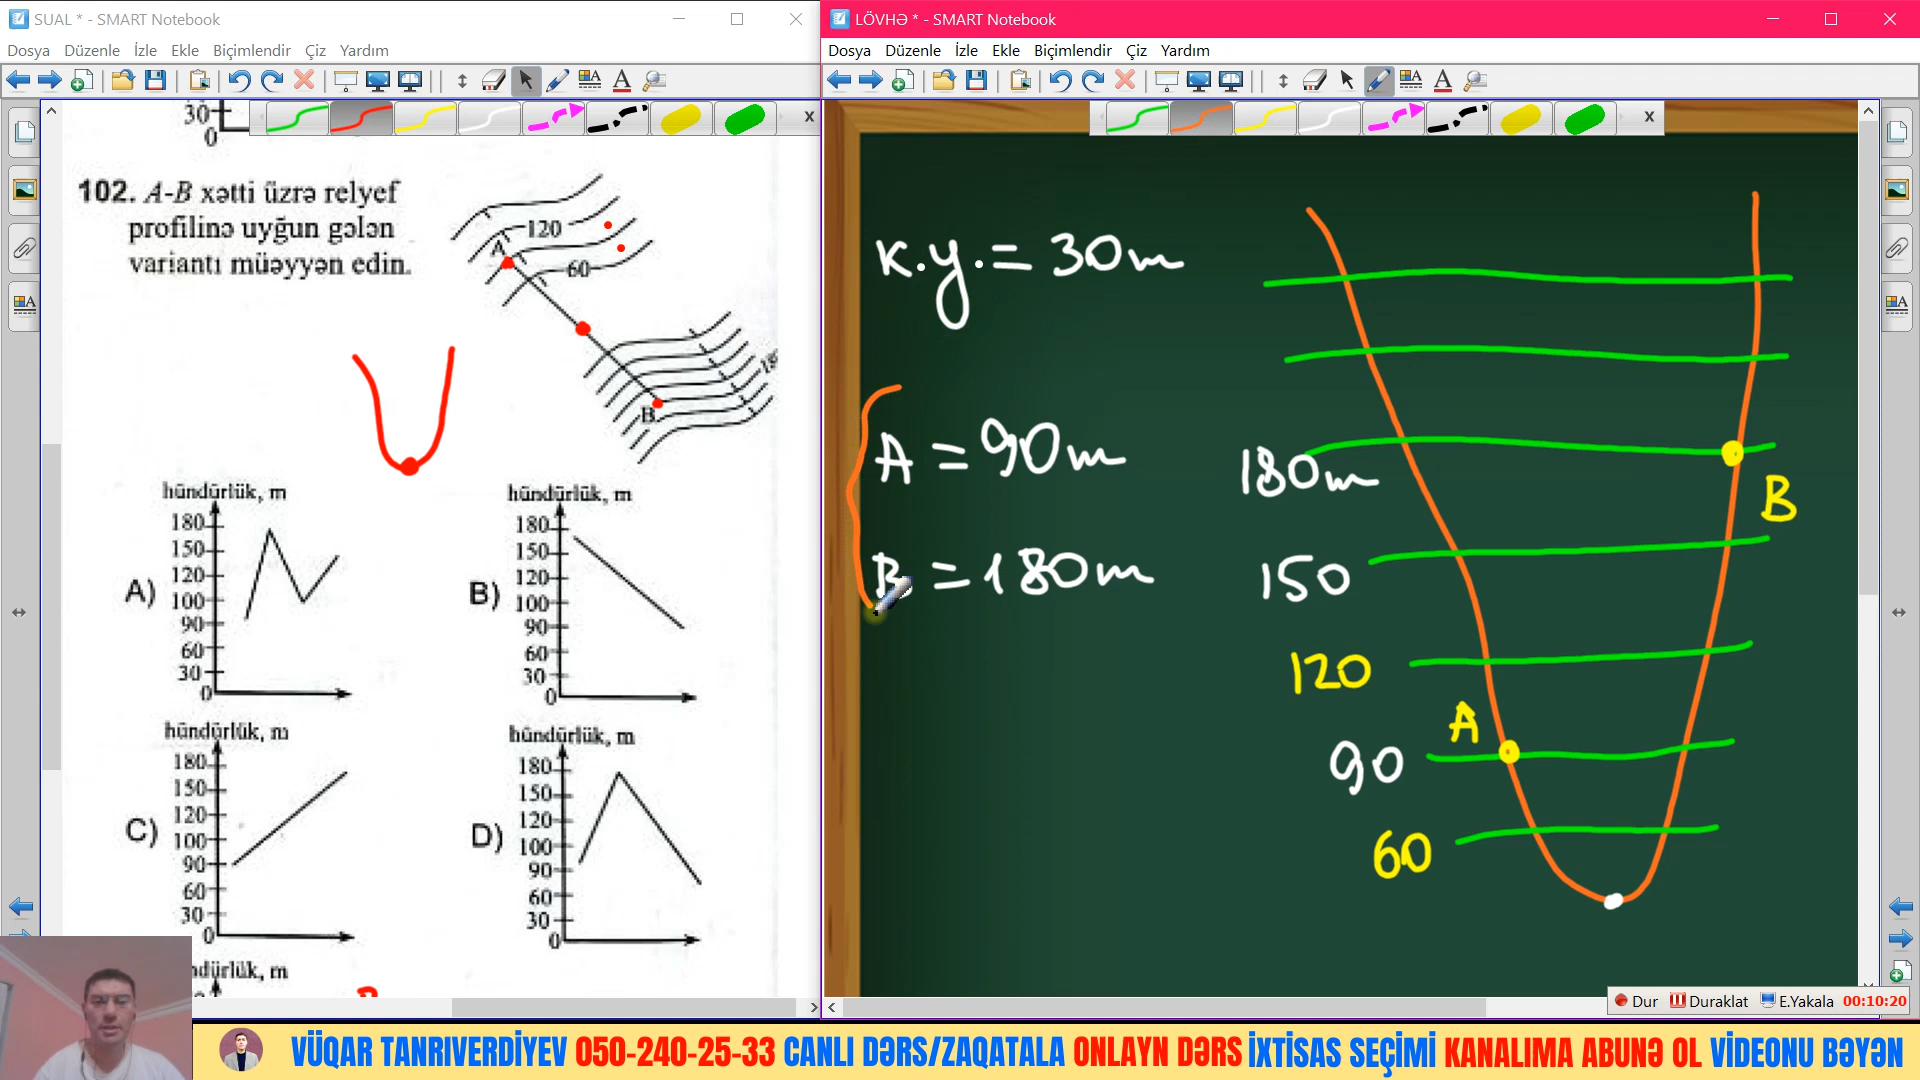 SUAL * - SMART Notebook
Dosya Düzenle İzle Ekle Biçimlendir Çiz Yardım
30
0
x
102. A-B xətti üzrə relyef
profilinə uyğun gələn
variantı müəyyən edin.
A
120
60
B
hündürlük, m
180
150
120
A) 100
90
60
30
0
hündürlük, m
180
150
120
B) 100
90
60
30
0
hündürlük, m
180
150
120
C) 100
90
60
30
0
hündürlük, m
180
150
120
D) 100
90
60
30
0
LÖVHƏ * - SMART Notebook
Dosya Düzenle İzle Ekle Biçimlendir Çiz Yardım
x
K.y. = 30m
A = 90m
B = 180m
180m
B
150
120
A
90
60
Dur Duraklat E.Yakala 00:10:20
VÜQAR TANRIVERDİYEV 050-240-25-33 CANLI DƏRS/ZAQATALA ONLAYN DƏRS İXTİSAS SEÇİMİ KANALIMA ABUNƏ OL VİDEONU BƏYƏN